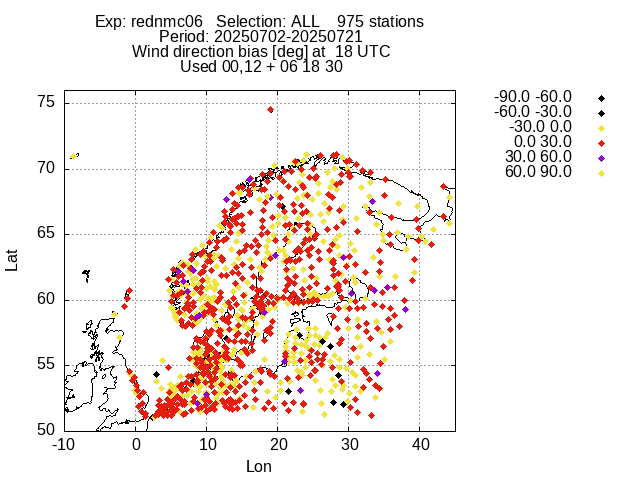 Exp: rednmc06   Selection: ALL    975 stations
Period: 20250702-20250721
Wind direction bias [deg] at  18 UTC
Used 00,12 + 06 18 30
-90.0 -60.0
-60.0 -30.0
-30.0 0.0
0.0 30.0
30.0 60.0
60.0 90.0
75
70
65
60
55
50
Lat
-10 0 10 20 30 40
Lon